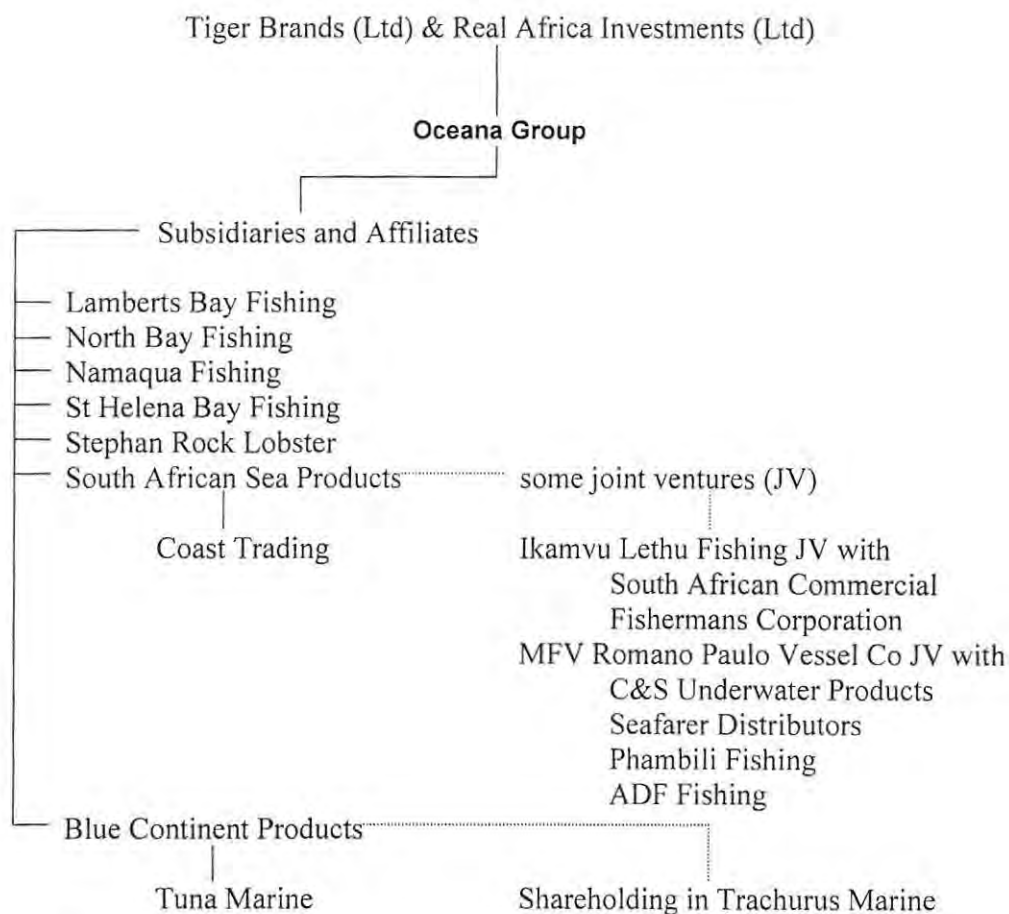 Tiger Brands (Ltd) & Real Africa Investments (Ltd)
Oceana Group
Subsidiaries and Affiliates
Lamberts Bay Fishing
North Bay Fishing
Namaqua Fishing
St Helena Bay Fishing
Stephan Rock Lobster
South African Sea Products
some joint ventures (JV)
Coast Trading
Ikamvu Lethu Fishing JV with
South African Commercial
Fishermans Corporation
MFV Romano Paulo Vessel Co JV with
C&S Underwater Products
Seafarer Distributors
Phambili Fishing
ADF Fishing
Blue Continent Products
Tuna Marine
Shareholding in Trachurus Marine